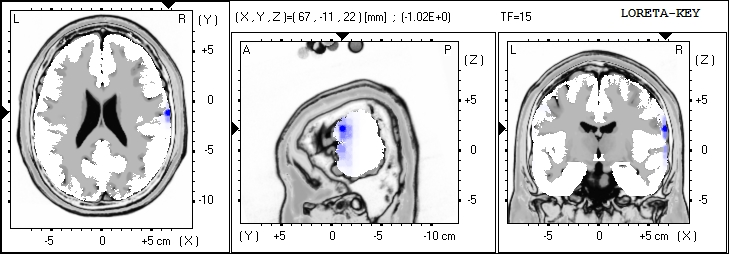 (X,Y,Z)=(67,-11,22)[mm] ; (-1.02E+0) TF=15 LORETA-KEY
L R (Y)
+5
0
-5
-10
-5 0 +5 cm (X)
A P (Z)
+5
0
-5
(Y) +5 0 -5 -10 cm
L R (Z)
+5
0
-5
-5 0 +5 cm (X)